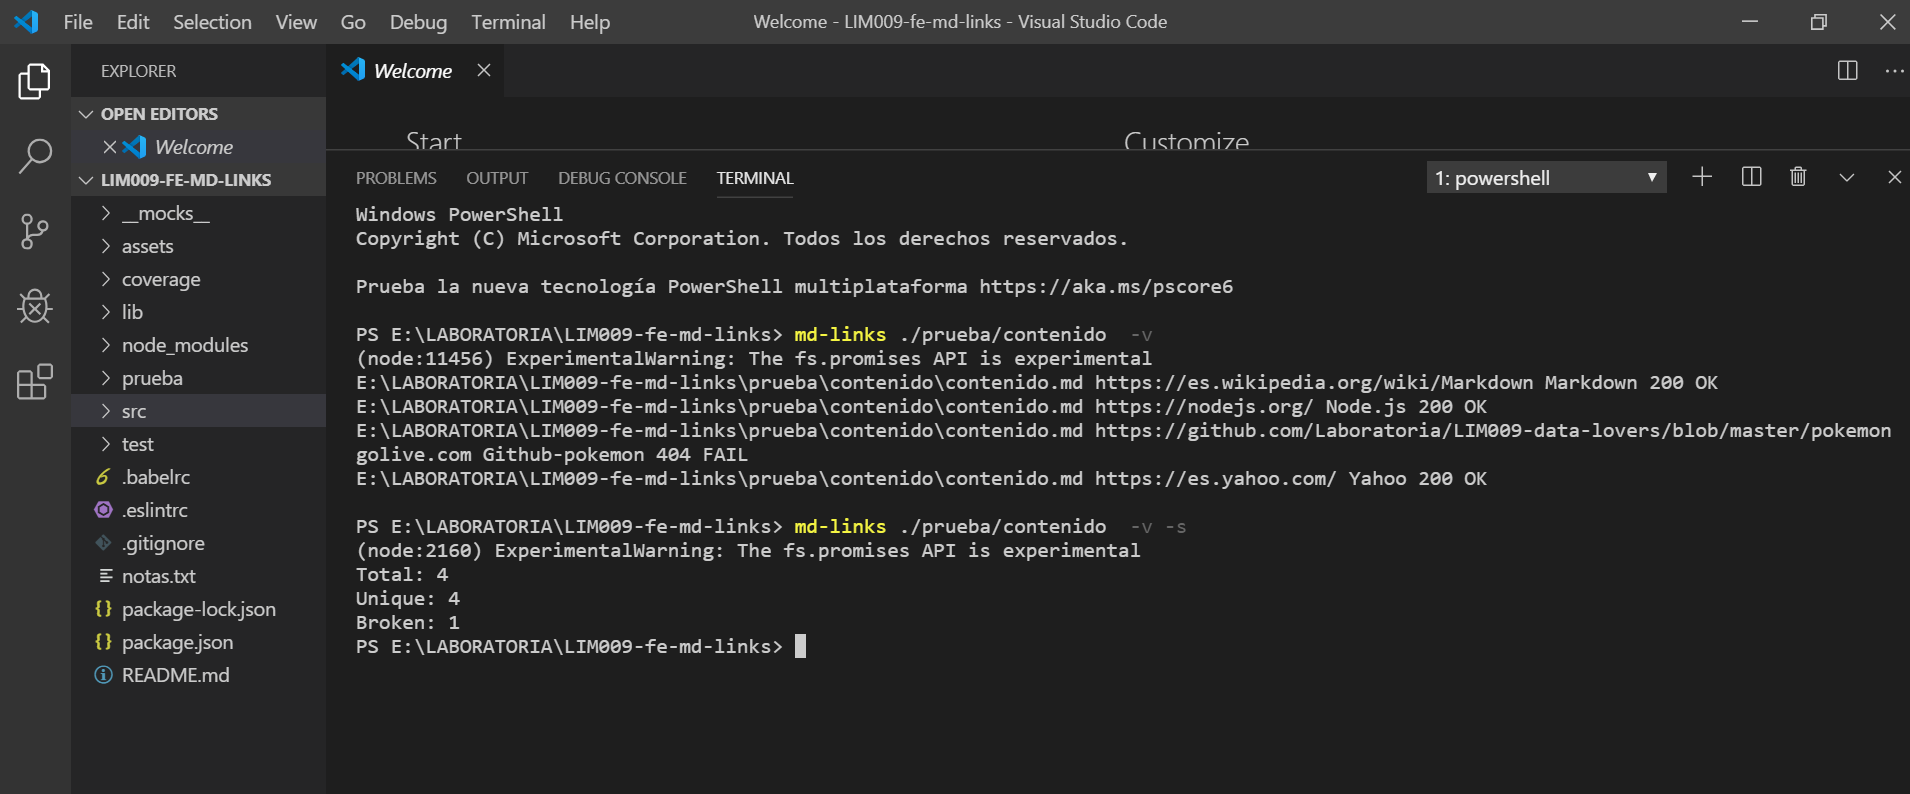 File Edit Selection View Go Debug Terminal Help
Welcome - LIM009-fe-md-links - Visual Studio Code
EXPLORER
OPEN EDITORS
Welcome
LIM009-FE-MD-LINKS
__mocks__
assets
coverage
lib
node_modules
prueba
src
test
.babelrc
.eslintrc
.gitignore
notas.txt
package-lock.json
package.json
README.md
Welcome
Start
Customize
PROBLEMS OUTPUT DEBUG CONSOLE TERMINAL
1: powershell
Windows PowerShell
Copyright (C) Microsoft Corporation. Todos los derechos reservados.
Prueba la nueva tecnología PowerShell multiplataforma https://aka.ms/pscore6
PS E:\LABORATORIA\LIM009-fe-md-links> md-links ./prueba/contenido -v
(node:11456) ExperimentalWarning: The fs.promises API is experimental
E:\LABORATORIA\LIM009-fe-md-links\prueba\contenido\contenido.md https://es.wikipedia.org/wiki/Markdown Markdown 200 OK
E:\LABORATORIA\LIM009-fe-md-links\prueba\contenido\contenido.md https://nodejs.org/ Node.js 200 OK
E:\LABORATORIA\LIM009-fe-md-links\prueba\contenido\contenido.md https://github.com/Laboratoria/LIM009-data-lovers/blob/master/pokemon
golive.com Github-pokemon 404 FAIL
E:\LABORATORIA\LIM009-fe-md-links\prueba\contenido\contenido.md https://es.yahoo.com/ Yahoo 200 OK
PS E:\LABORATORIA\LIM009-fe-md-links> md-links ./prueba/contenido -v -s
(node:2160) ExperimentalWarning: The fs.promises API is experimental
Total: 4
Unique: 4
Broken: 1
PS E:\LABORATORIA\LIM009-fe-md-links>